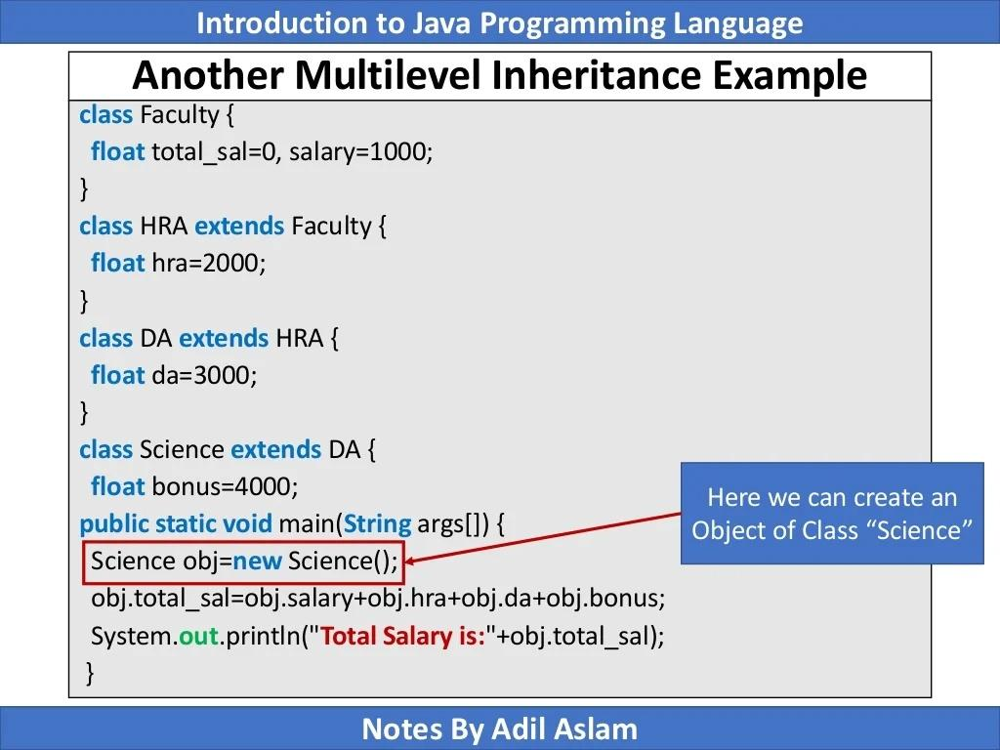 Introduction to Java Programming Language
Another Multilevel Inheritance Example
class Faculty {
float total_sal=0, salary=1000;
}
class HRA extends Faculty {
float hra=2000;
}
class DA extends HRA {
float da=3000;
}
class Science extends DA {
float bonus=4000;
public static void main(String args[]) {
Science obj=new Science();
obj.total_sal=obj.salary+obj.hra+obj.da+obj.bonus;
System.out.println("Total Salary is:"+obj.total_sal);
}
Here we can create an
Object of Class “Science”
Notes By Adil Aslam